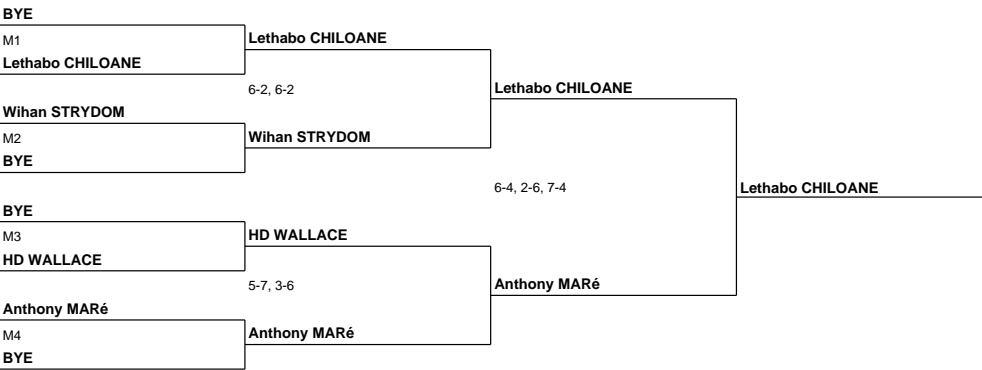 BYE
M1
Lethabo CHILOANE
Lethabo CHILOANE
6-2, 6-2
Lethabo CHILOANE
Wihan STRYDOM
M2
Wihan STRYDOM
BYE
6-4, 2-6, 7-4
Lethabo CHILOANE
BYE
M3
HD WALLACE
HD WALLACE
5-7, 3-6
Anthony MARé
Anthony MARé
M4
Anthony MARé
BYE